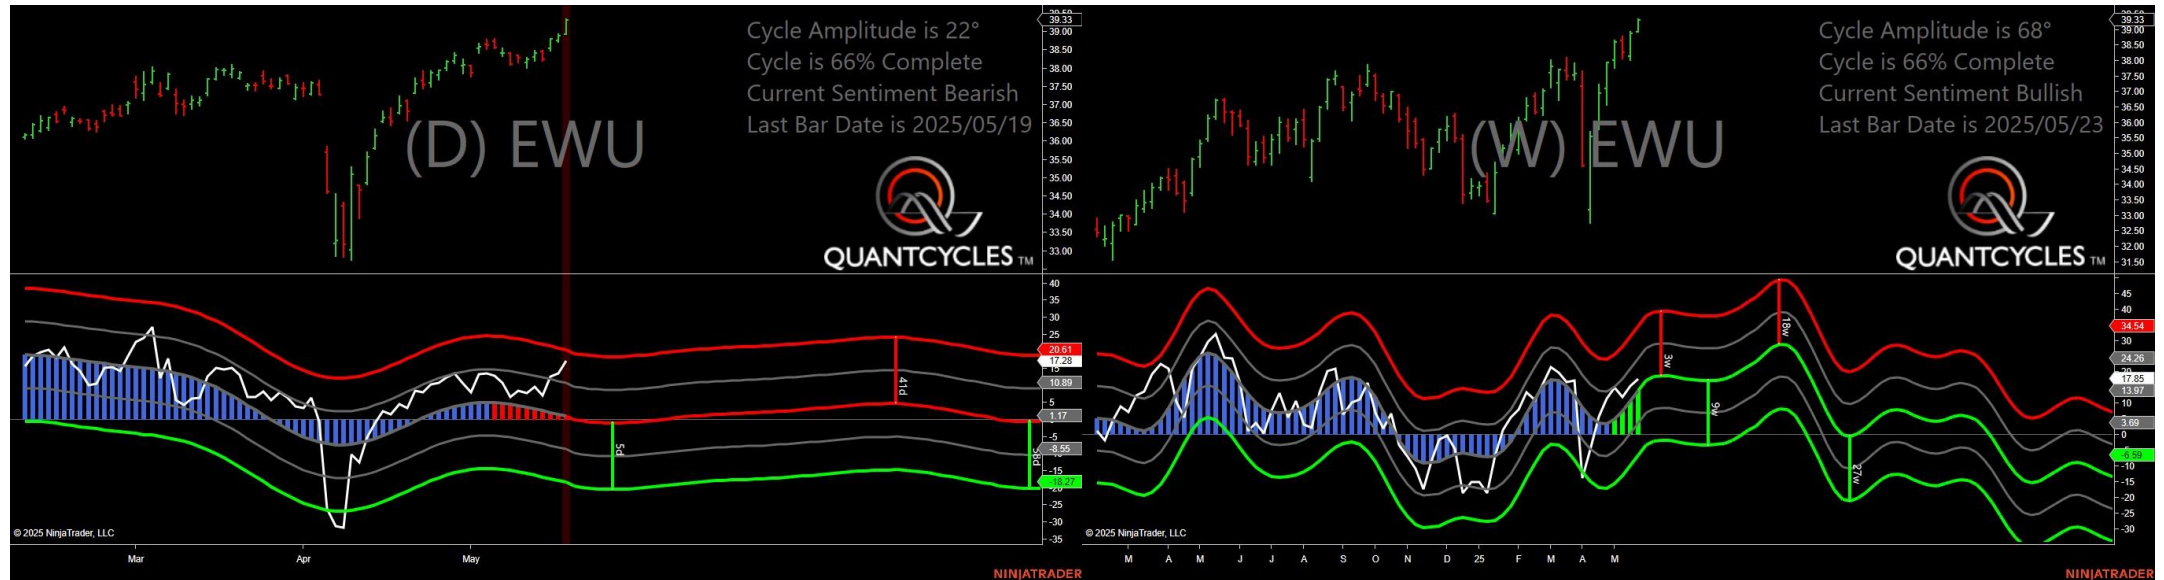 Cycle Amplitude is 22°
Cycle is 66% Complete
Current Sentiment Bearish
Last Bar Date is 2025/05/19
(D) EWU
QUANTCYCLES TM
39.33
39.00
38.50
38.00
37.50
37.00
36.50
36.00
35.50
35.00
34.50
34.00
33.50
33.00
40
35
30
25
20.61
17.28
15
10.89
5
1.17
-5
-8.55
-15
-18.27
-25
-30
-35
5d
41d
58d
© 2025 NinjaTrader, LLC
Mar
Apr
May
NINJATRADER
Cycle Amplitude is 68°
Cycle is 66% Complete
Current Sentiment Bullish
Last Bar Date is 2025/05/23
(W) EWU
QUANTCYCLES TM
39.33
39.00
38.50
38.00
37.50
37.00
36.50
36.00
35.50
35.00
34.50
34.00
33.50
33.00
32.50
32.00
31.50
45
40
34.54
30
24.26
17.85
13.97
10
3.69
0
-6.59
-10
-15
-20
-25
-30
3w
9w
18w
27w
© 2025 NinjaTrader, LLC
M A M J J A S O N D 25 F M A M
NINJATRADER